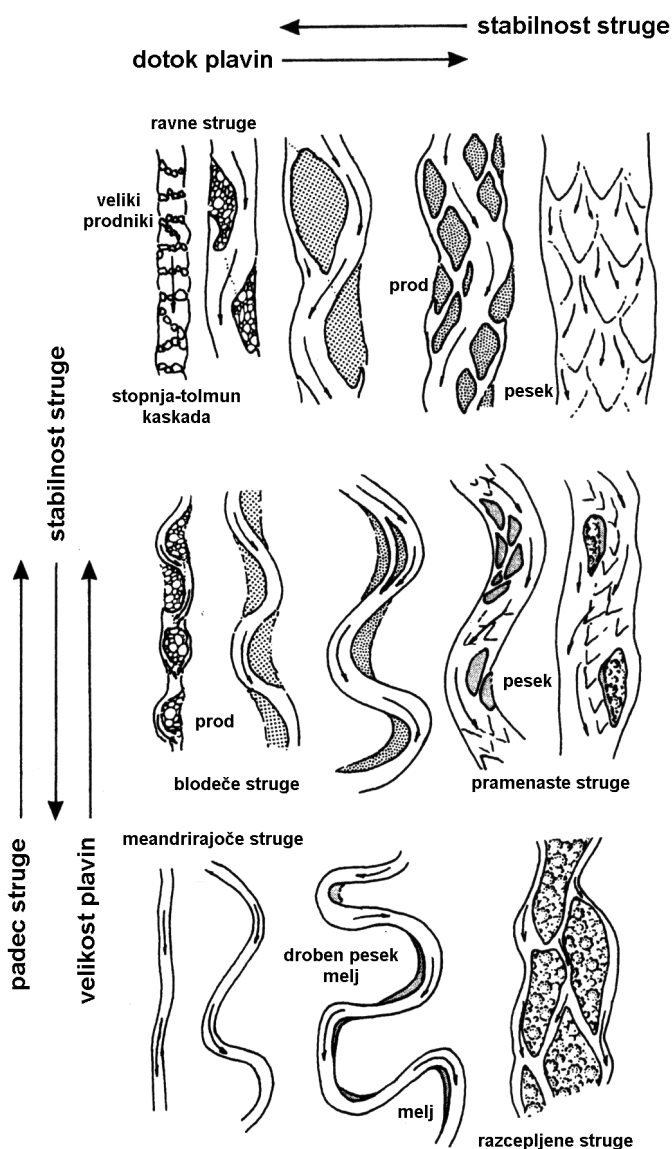 stabilnost struge
dotok plavin
ravne struge
veliki
prodniki
prod
stopnja-tolmun
kaskada
pesek
stabilnost struge
prod
pesek
blodeče struge
pramenaste struge
padec struge
velikost plavin
meandrirajoče struge
droben pesek
melj
melj
razcepljene struge